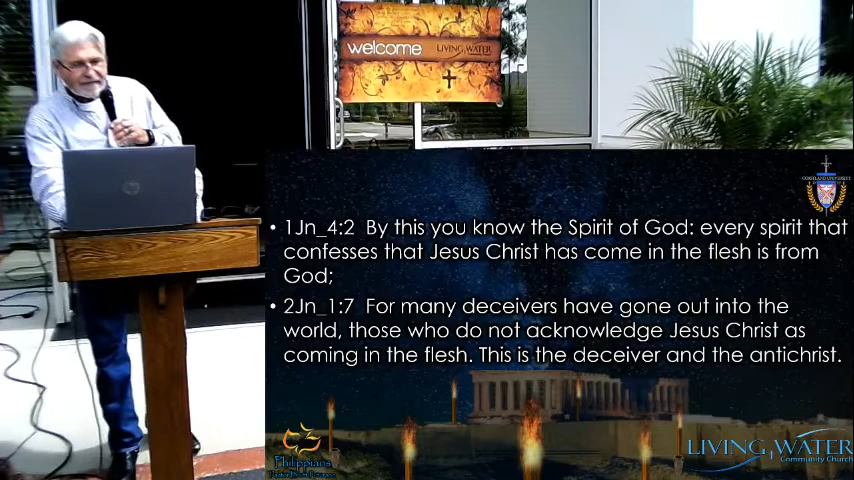 welcome
LIVING WATER
• 1Jn_4:2 By this you know the Spirit of God: every spirit that
confesses that Jesus Christ has come in the flesh is from
God;
• 2Jn_1:7 For many deceivers have gone out into the
world, those who do not acknowledge Jesus Christ as
coming in the flesh. This is the deceiver and the antichrist.
Philippians
LIVING WATER
Community Church